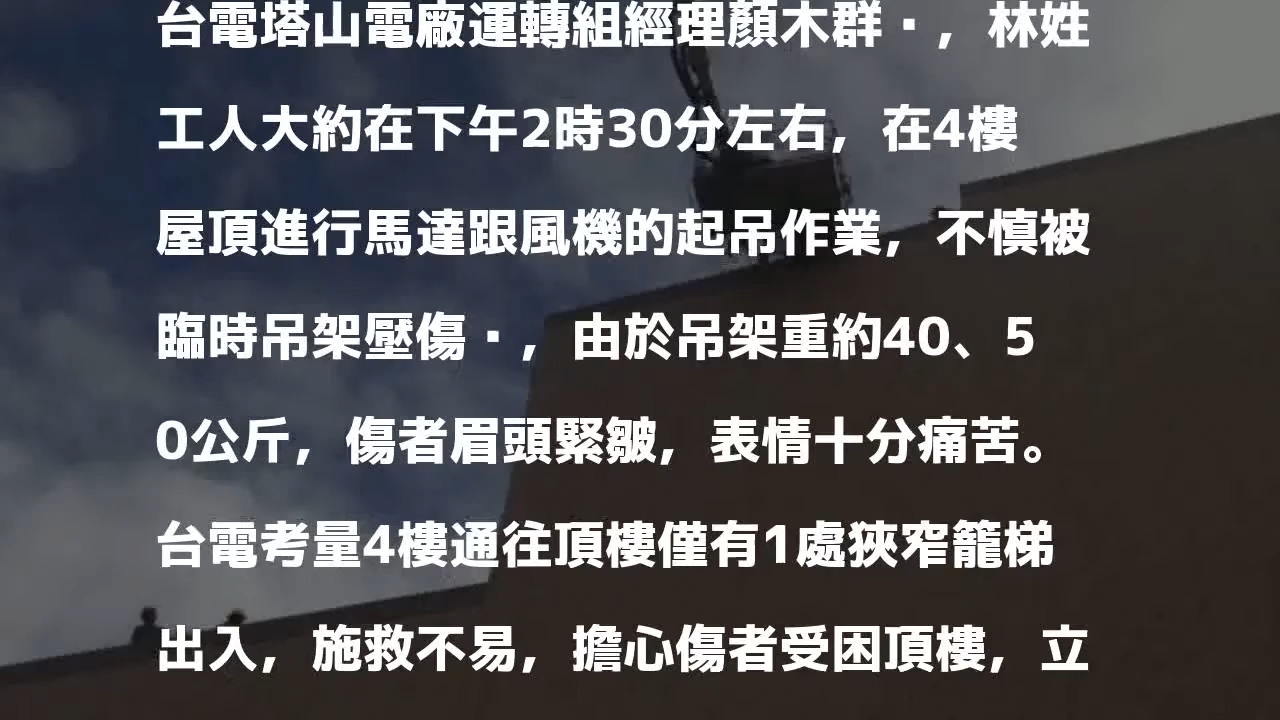 台電塔山電廠運轉組經理顏木群·，林姓
工人大約在下午2時30分左右，在4樓
屋頂進行馬達跟風機的起吊作業，不慎被
臨時吊架壓傷·，由於吊架重約40、5
0公斤，傷者眉頭緊皺，表情十分痛苦。
台電考量4樓通往頂樓僅有1處狹窄籠梯
出入，施救不易，擔心傷者受困頂樓，立